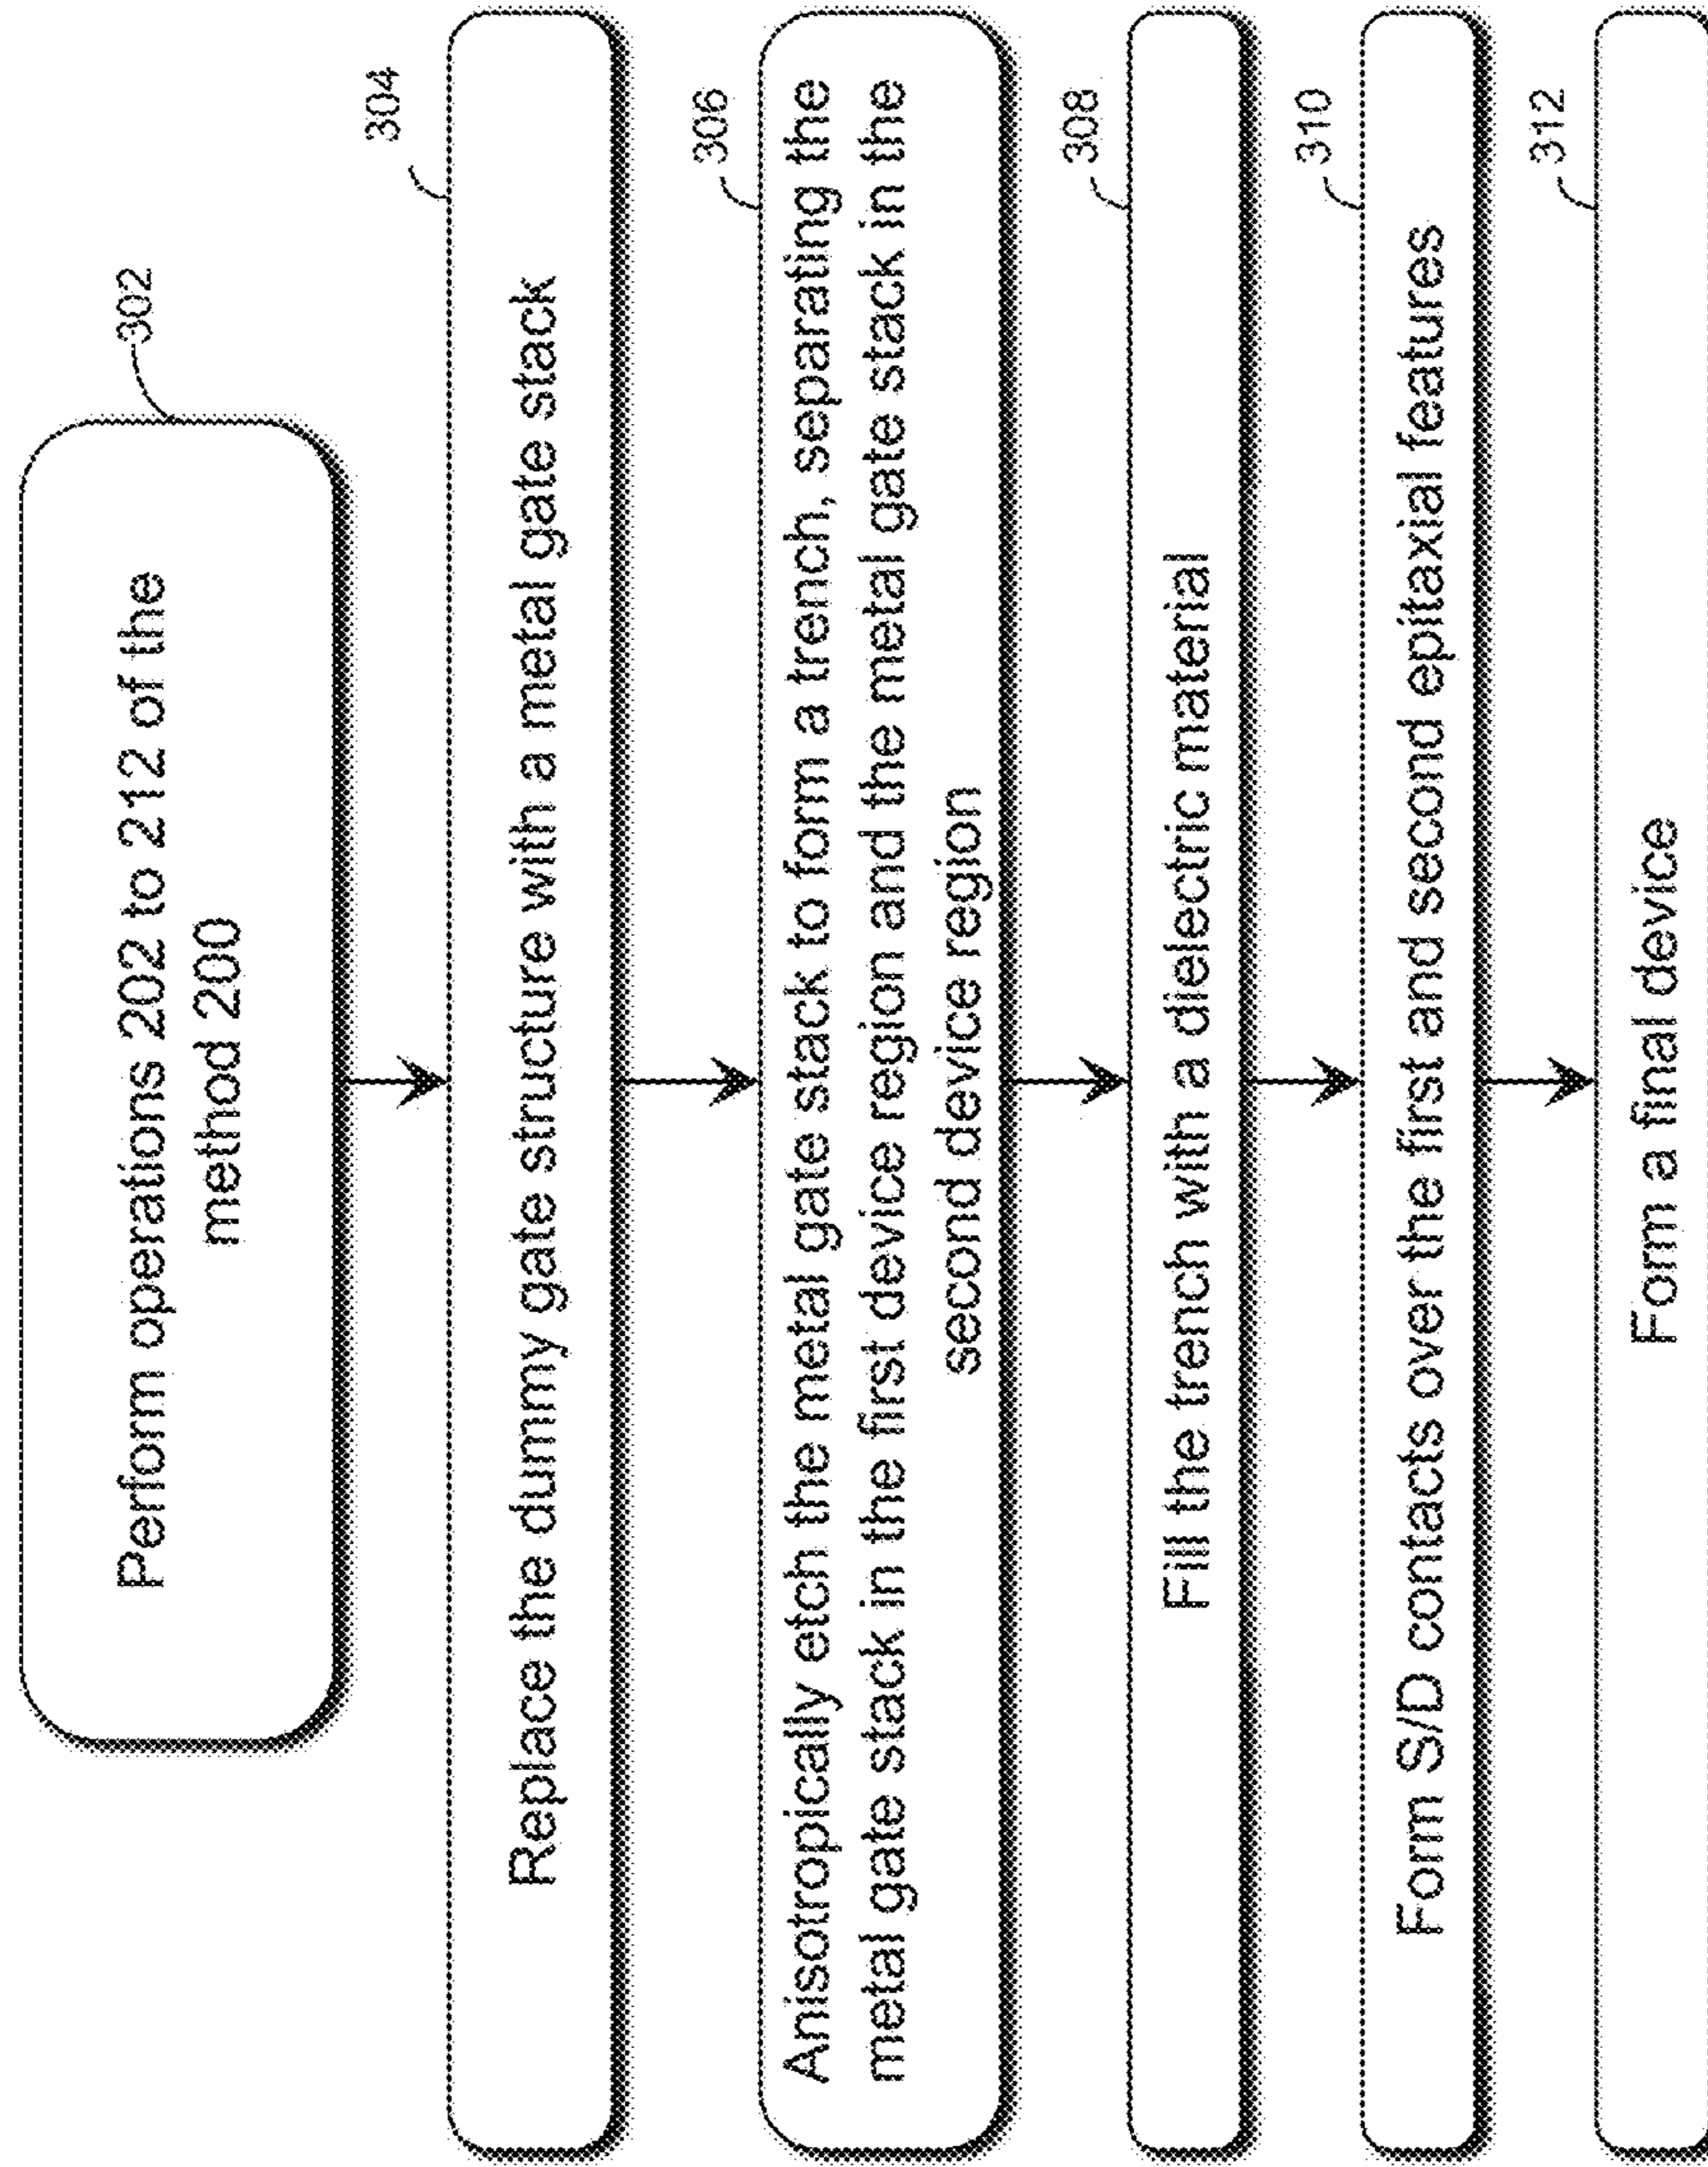 302
Perform operations 202 to 212 of the
method 200
304
Replace the dummy gate structure with a metal gate stack
306
Anisotropically etch the metal gate stack to form a trench, separating the
metal gate stack in the first device region and the metal gate stack in the
second device region
308
Fill the trench with a dielectric material
310
Form S/D contacts over the first and second epitaxial features
312
Form a final device